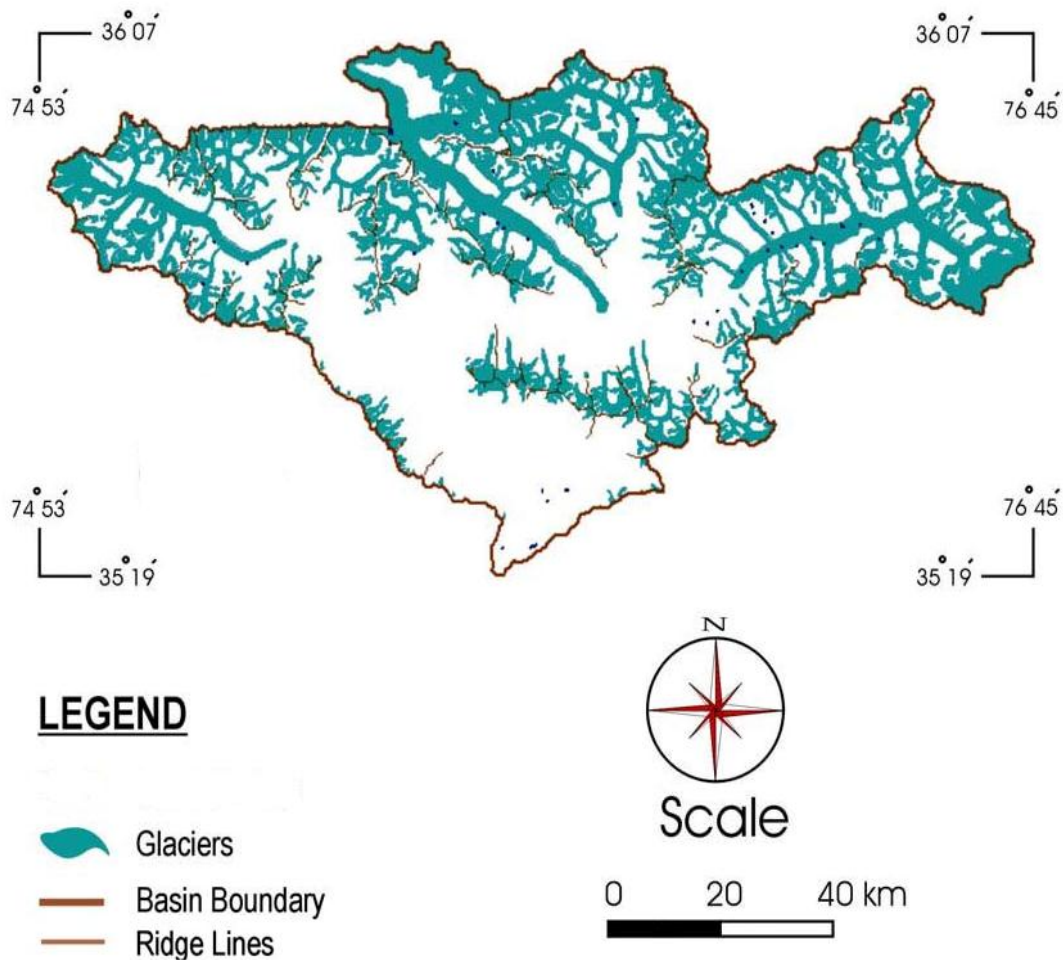 36° 07′
36° 07′
74° 53′
76° 45′
74° 53′
76° 45′
35° 19′
35° 19′
N
LEGEND
Scale
Glaciers
Basin Boundary
Ridge Lines
0 20 40 km